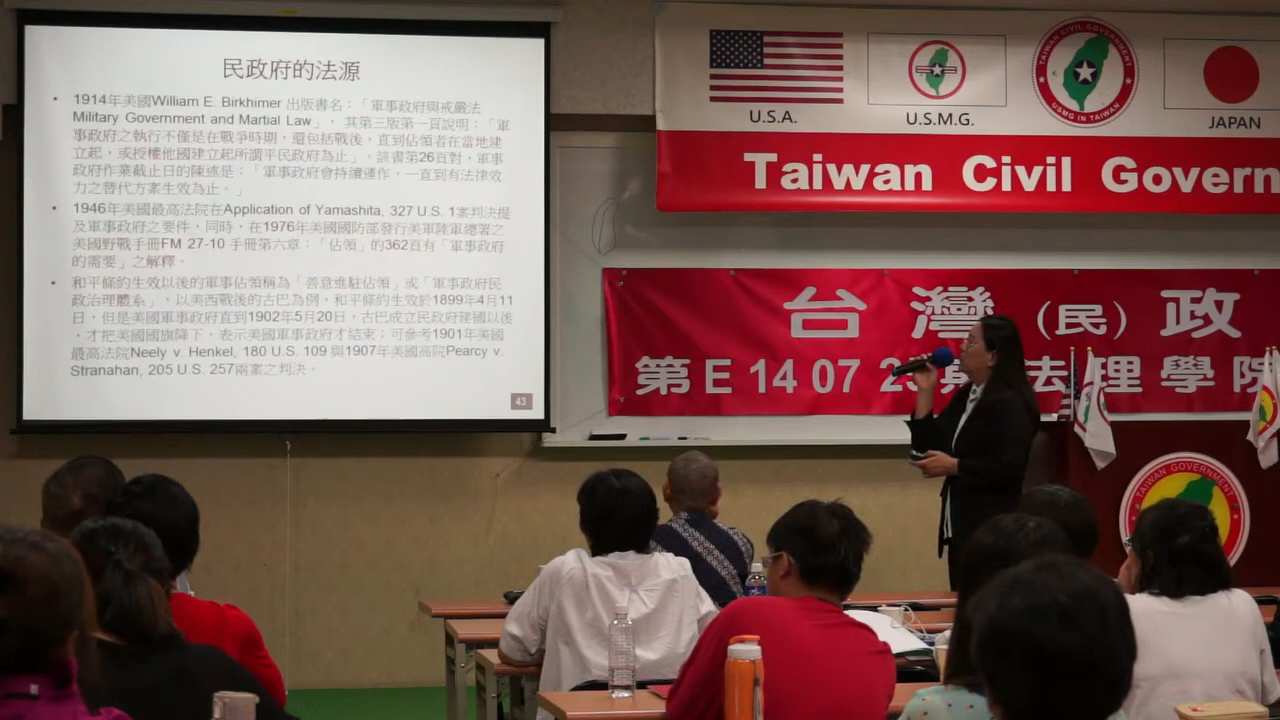 民政府的法源
• 1914年美國William E. Birkhimer 出版書名：「軍事政府與戒嚴法
Military Government and Martial Law」， 其第三版第一頁說明：「軍
事政府之執行不僅是在戰爭時期，還包括戰後，直到佔領者在當地建
立起，或授權他國建立起所謂平民政府為止」，該書第26頁對，軍事
政府作業截止日的陳述是：「軍事政府會持續運作，一直到有法律效
力之替代方案生效為止。」
• 1946年美國最高法院在Application of Yamashita, 327 U.S. 1案判決提
及軍事政府之要件，同時，在1976年美國國防部發行美軍陸軍總署之
美國野戰手冊FM 27-10 手冊第六章：「佔領」的362頁有「軍事政府
的需要」之解釋。
• 和平條約生效以後的軍事佔領稱為「善意進駐佔領」或「軍事政府民
政治理體系」，以美西戰後的古巴為例，和平條約生效於1899年4月11
日，但是美國軍事政府直到1902年5月20日，古巴成立民政府建國以後
，才把美國國旗降下，表示美國軍事政府才結束；可參考1901年美國
最高法院Neely v. Henkel, 180 U.S. 109 與1907年美國高院Pearcy v.
Stranahan, 205 U.S. 257兩案之判決。
43
U.S.A.
U.S.M.G.
TAIWAN CIVIL GOVERNMENT
USMG IN TAIWAN
JAPAN
Taiwan Civil Govern
台灣（民）政
第E 14 07 2 法理學院
TAIWAN GOVERNMENT